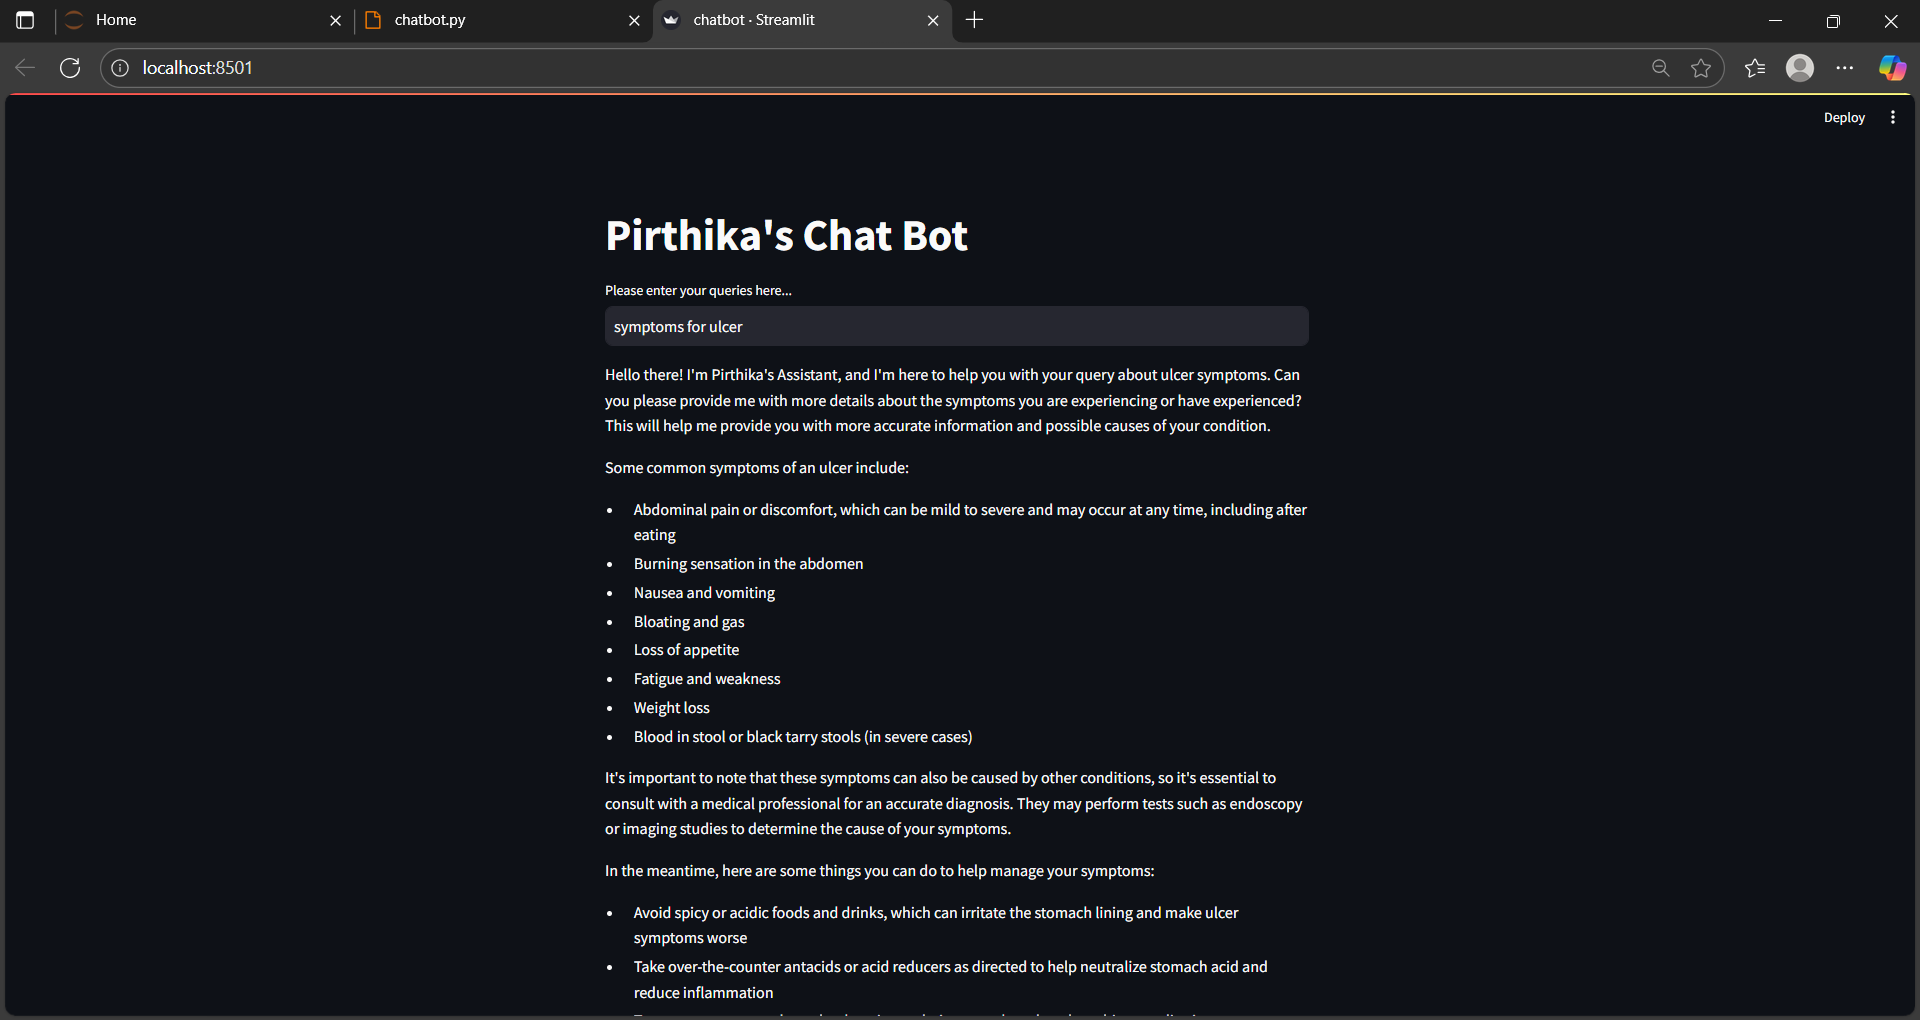 Home
chatbot.py
chatbot · Streamlit
localhost:8501
Deploy
Pirthika's Chat Bot
Please enter your queries here...
symptoms for ulcer
Hello there! I'm Pirthika's Assistant, and I'm here to help you with your query about ulcer symptoms. Can
you please provide me with more details about the symptoms you are experiencing or have experienced?
This will help me provide you with more accurate information and possible causes of your condition.
Some common symptoms of an ulcer include:
• Abdominal pain or discomfort, which can be mild to severe and may occur at any time, including after
eating
• Burning sensation in the abdomen
• Nausea and vomiting
• Bloating and gas
• Loss of appetite
• Fatigue and weakness
• Weight loss
• Blood in stool or black tarry stools (in severe cases)
It's important to note that these symptoms can also be caused by other conditions, so it's essential to
consult with a medical professional for an accurate diagnosis. They may perform tests such as endoscopy
or imaging studies to determine the cause of your symptoms.
In the meantime, here are some things you can do to help manage your symptoms:
• Avoid spicy or acidic foods and drinks, which can irritate the stomach lining and make ulcer
symptoms worse
• Take over-the-counter antacids or acid reducers as directed to help neutralize stomach acid and
reduce inflammation